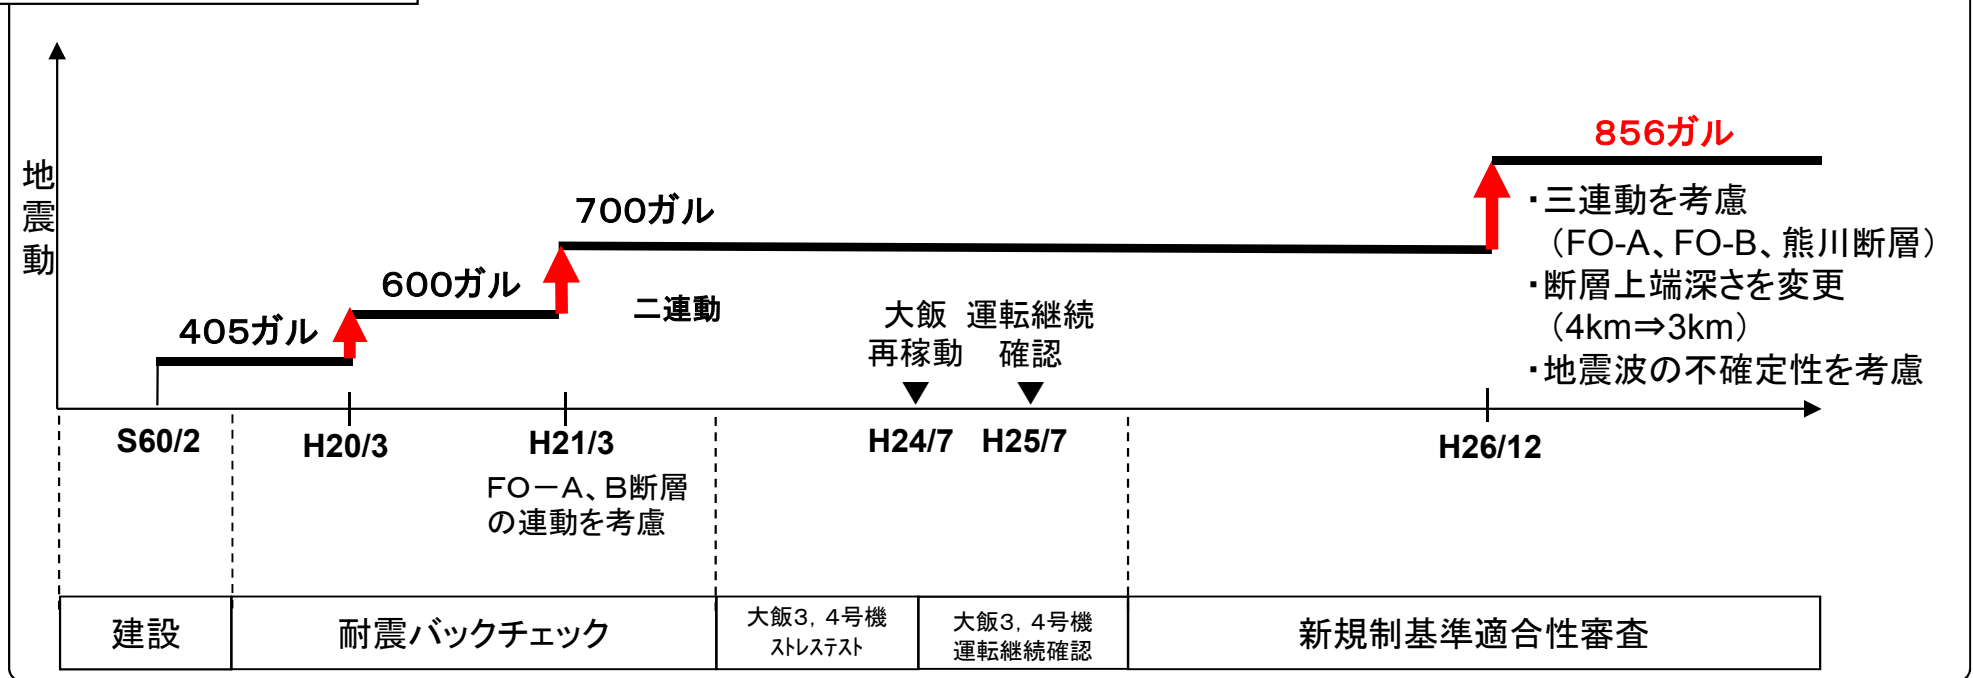 地震動
405ガル
600ガル
700ガル
二連動
大飯
再稼動
運転継続
確認
856ガル
・三連動を考慮
（FO-A、FO-B、熊川断層）
・断層上端深さを変更
（4km⇒3km）
・地震波の不確定性を考慮
S60/2
H20/3
H21/3
H24/7
H25/7
H26/12
FO－A、B断層
の連動を考慮
建設
耐震バックチェック
大飯3，4号機
ストレステスト
大飯3，4号機
運転継続確認
新規制基準適合性審査